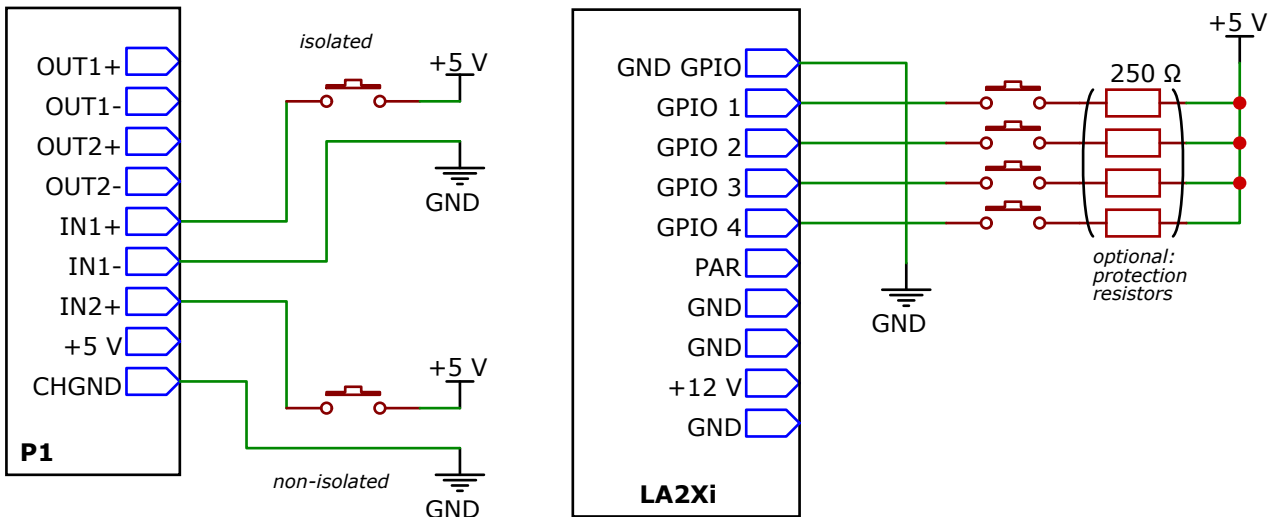 OUT1+
OUT1-
OUT2+
OUT2-
IN1+
IN1-
IN2+
+5 V
CHGND
P1
isolated
+5 V
GND
+5 V
non-isolated
GND
GND GPIO
GPIO 1
GPIO 2
GPIO 3
GPIO 4
PAR
GND
GND
+12 V
GND
LA2Xi
GND
+5 V
250 Ω
optional:
protection
resistors